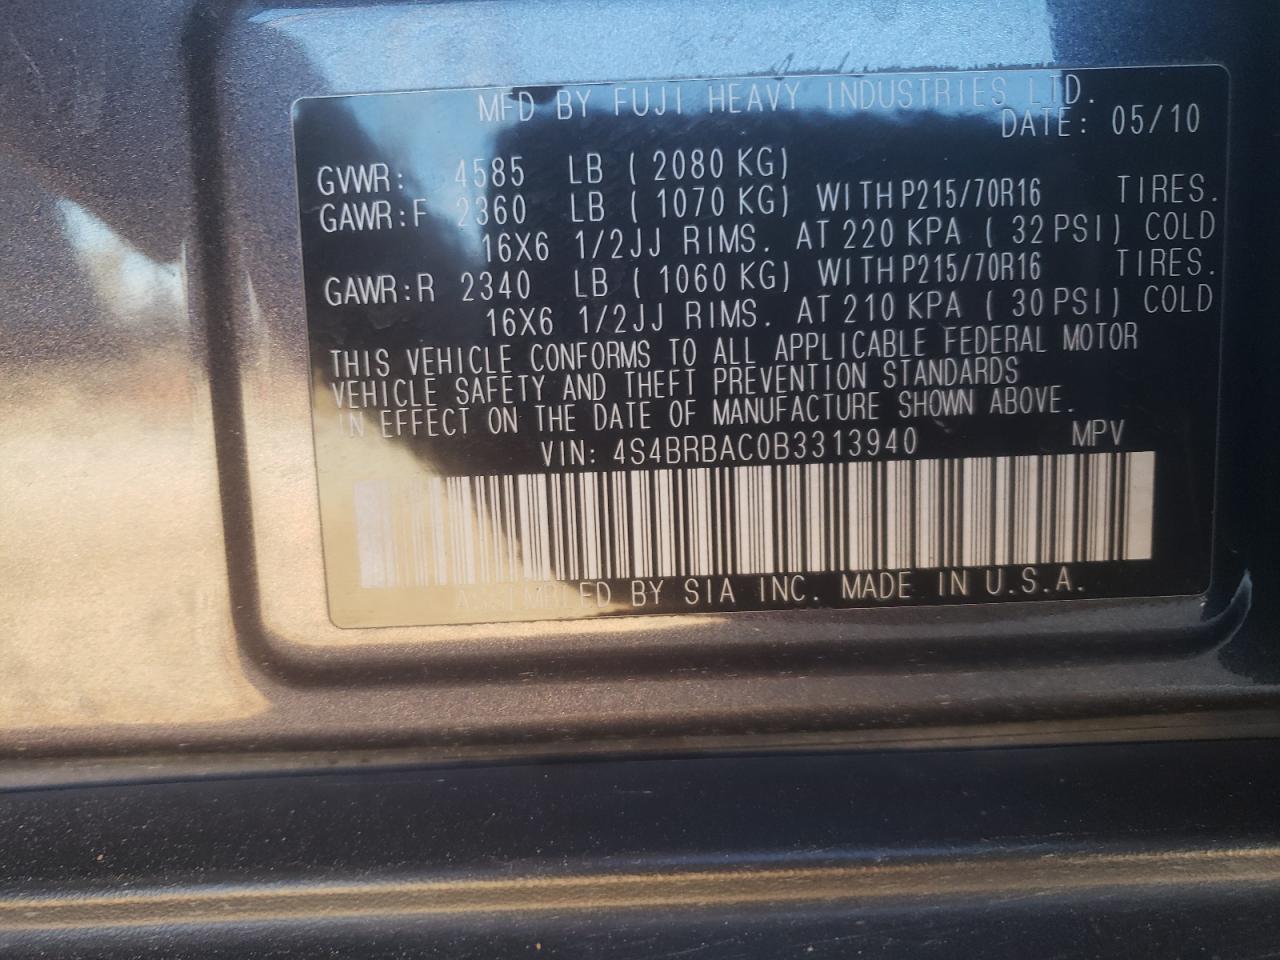 MFD BY FUJI HEAVY INDUSTRIES LTD.
DATE: 05/10
GVWR: 4585 LB ( 2080 KG)
GAWR:F 2360 LB ( 1070 KG) WITH P215/70R16 TIRES.
16X6 1/2JJ RIMS. AT 220 KPA ( 32 PSI) COLD
GAWR:R 2340 LB ( 1060 KG) WITH P215/70R16 TIRES.
16X6 1/2JJ RIMS. AT 210 KPA ( 30 PSI) COLD
THIS VEHICLE CONFORMS TO ALL APPLICABLE FEDERAL MOTOR
VEHICLE SAFETY AND THEFT PREVENTION STANDARDS
IN EFFECT ON THE DATE OF MANUFACTURE SHOWN ABOVE.
VIN: 4S4BRBAC0B3313940 MPV
ASSEMBLED BY SIA INC. MADE IN U.S.A.